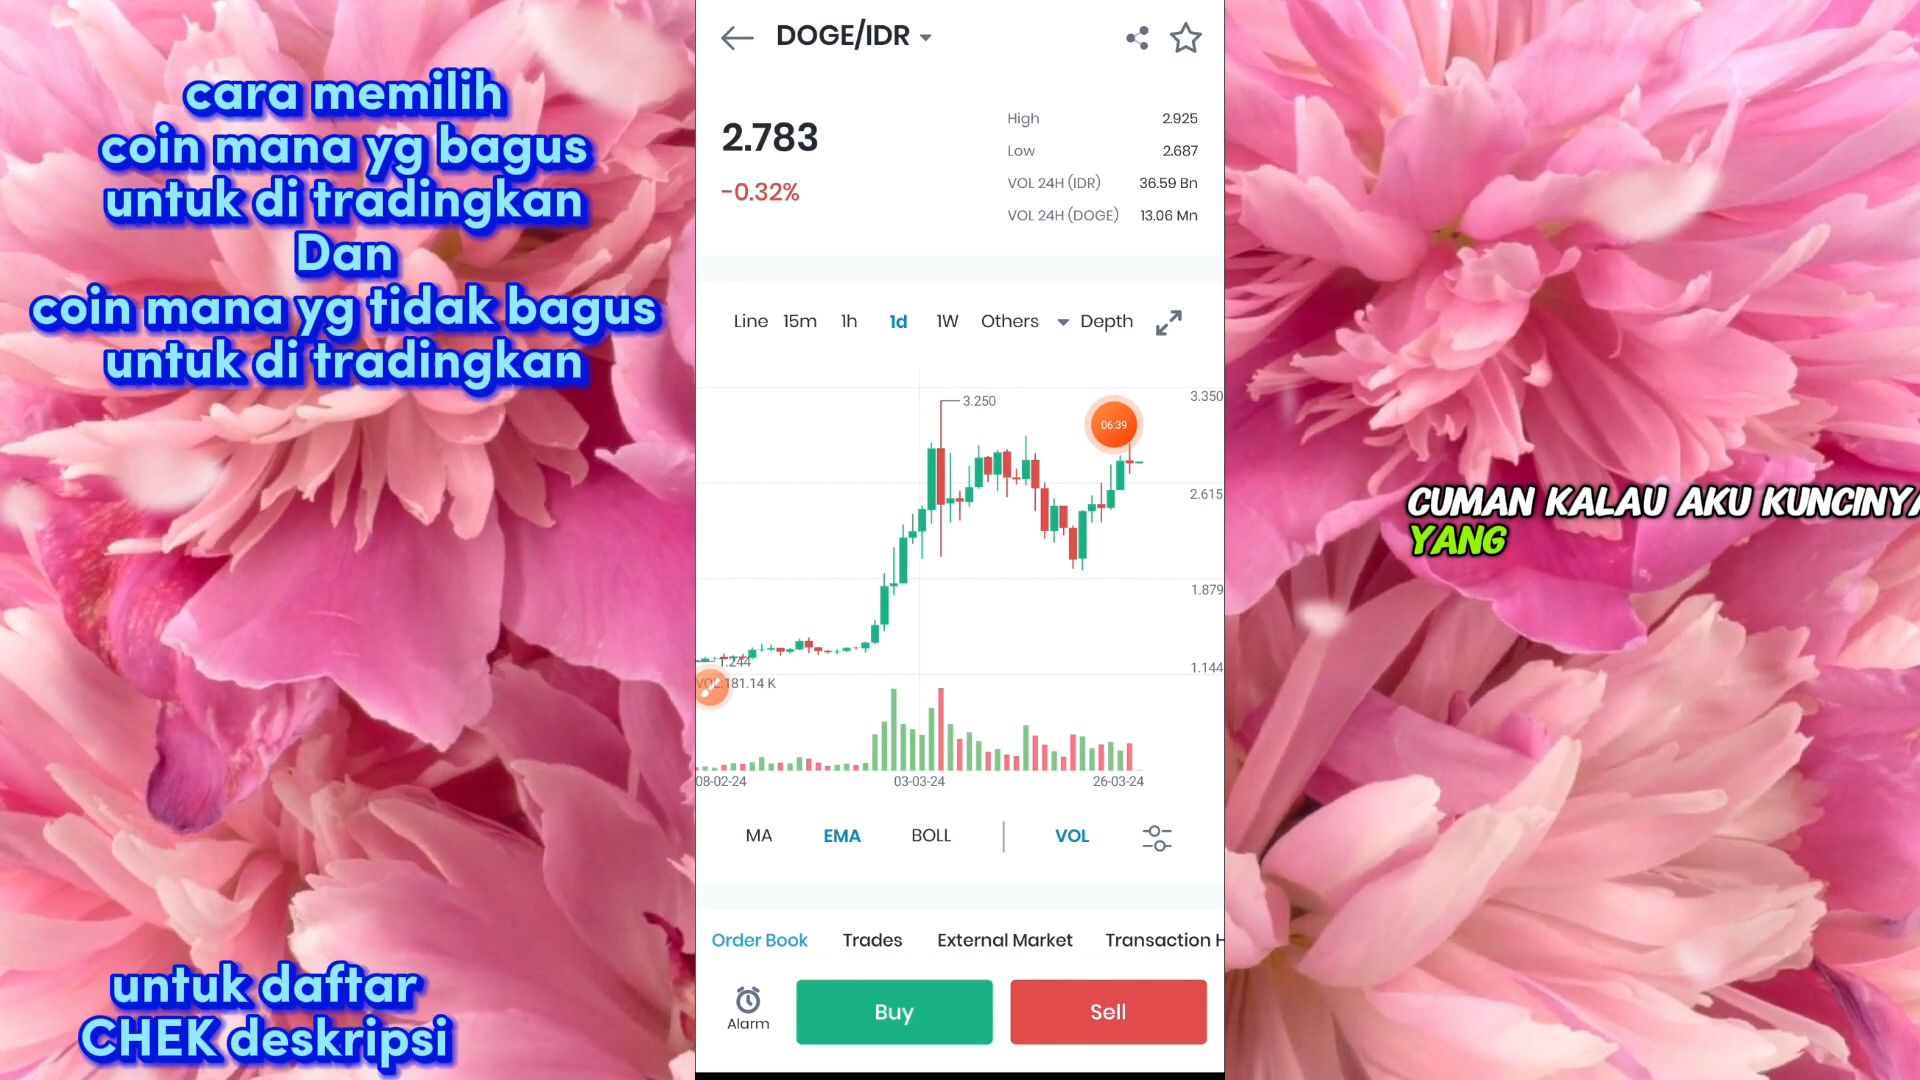 cara memilih
coin mana yg bagus
untuk di tradingkan
Dan
coin mana yg tidak bagus
untuk di tradingkan
untuk daftar
CHEK deskripsi
DOGE/IDR
2.783
-0.32%
High 2.925
Low 2.687
VOL 24H (IDR) 36.59 Bn
VOL 24H (DOGE) 13.06 Mn
Line 15m 1h 1d 1W Others Depth
3.250
3.350
06:39
2.615
1.879
1.244
1.144
VOL:181.14 K
08-02-24 03-03-24 26-03-24
MA EMA BOLL VOL
Order Book Trades External Market Transaction H
Alarm
Buy
Sell
CUMAN KALAU AKU KUNCINYA
YANG